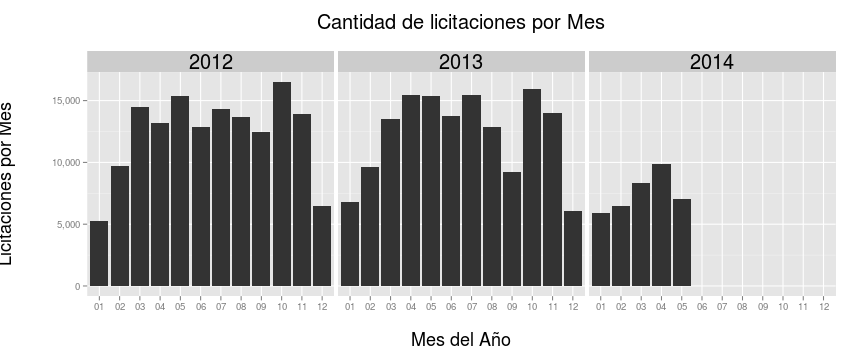 Cantidad de licitaciones por Mes
2012 2013 2014
Licitaciones por Mes
15,000
10,000
5,000
0
01 02 03 04 05 06 07 08 09 10 11 12 01 02 03 04 05 06 07 08 09 10 11 12 01 02 03 04 05 06 07 08 09 10 11 12
Mes del Año